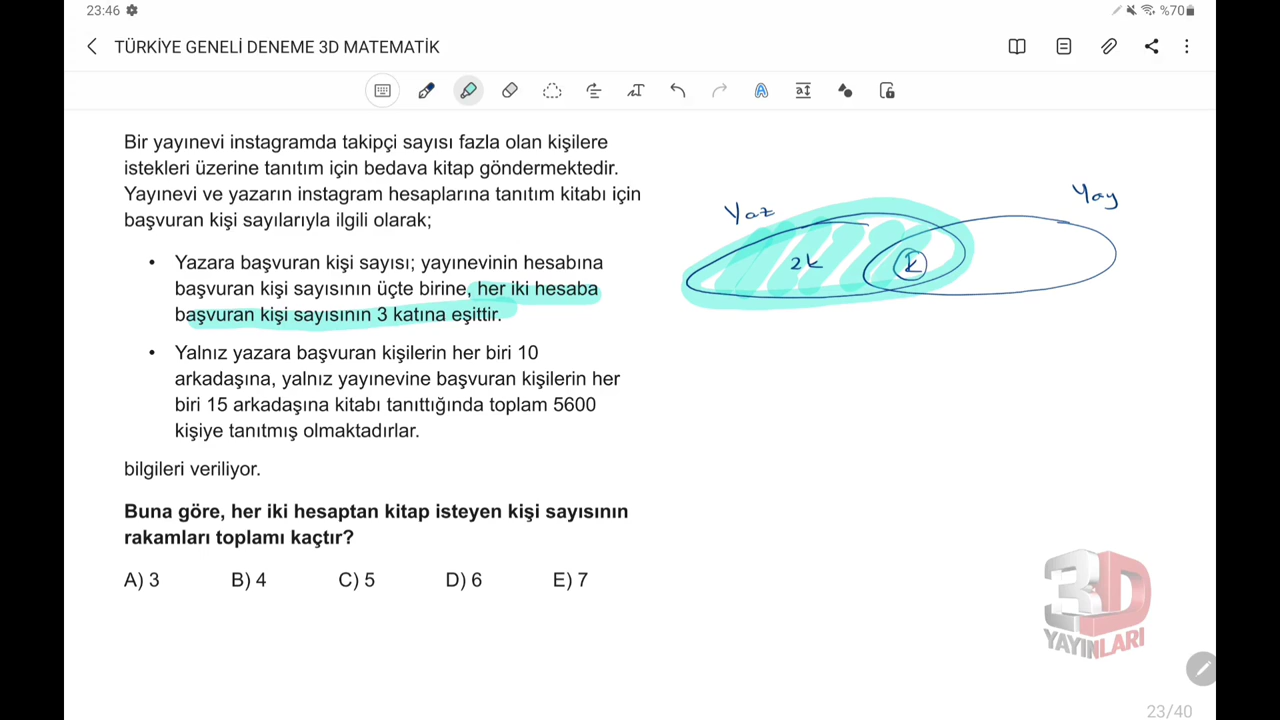 23:46
%70
TÜRKİYE GENELİ DENEME 3D MATEMATİK
Bir yayınevi instagramda takipçi sayısı fazla olan kişilere
istekleri üzerine tanıtım için bedava kitap göndermektedir.
Yayınevi ve yazarın instagram hesaplarına tanıtım kitabı için
başvuran kişi sayılarıyla ilgili olarak;
• Yazara başvuran kişi sayısı; yayınevinin hesabına
başvuran kişi sayısının üçte birine, her iki hesaba
başvuran kişi sayısının 3 katına eşittir.
• Yalnız yazara başvuran kişilerin her biri 10
arkadaşına, yalnız yayınevine başvuran kişilerin her
biri 15 arkadaşına kitabı tanıttığında toplam 5600
kişiye tanıtmış olmaktadırlar.
bilgileri veriliyor.
Buna göre, her iki hesaptan kitap isteyen kişi sayısının
rakamları toplamı kaçtır?
A) 3 B) 4 C) 5 D) 6 E) 7
Yaz
Yay
2k
k
3D
YAYINLARI
23/40